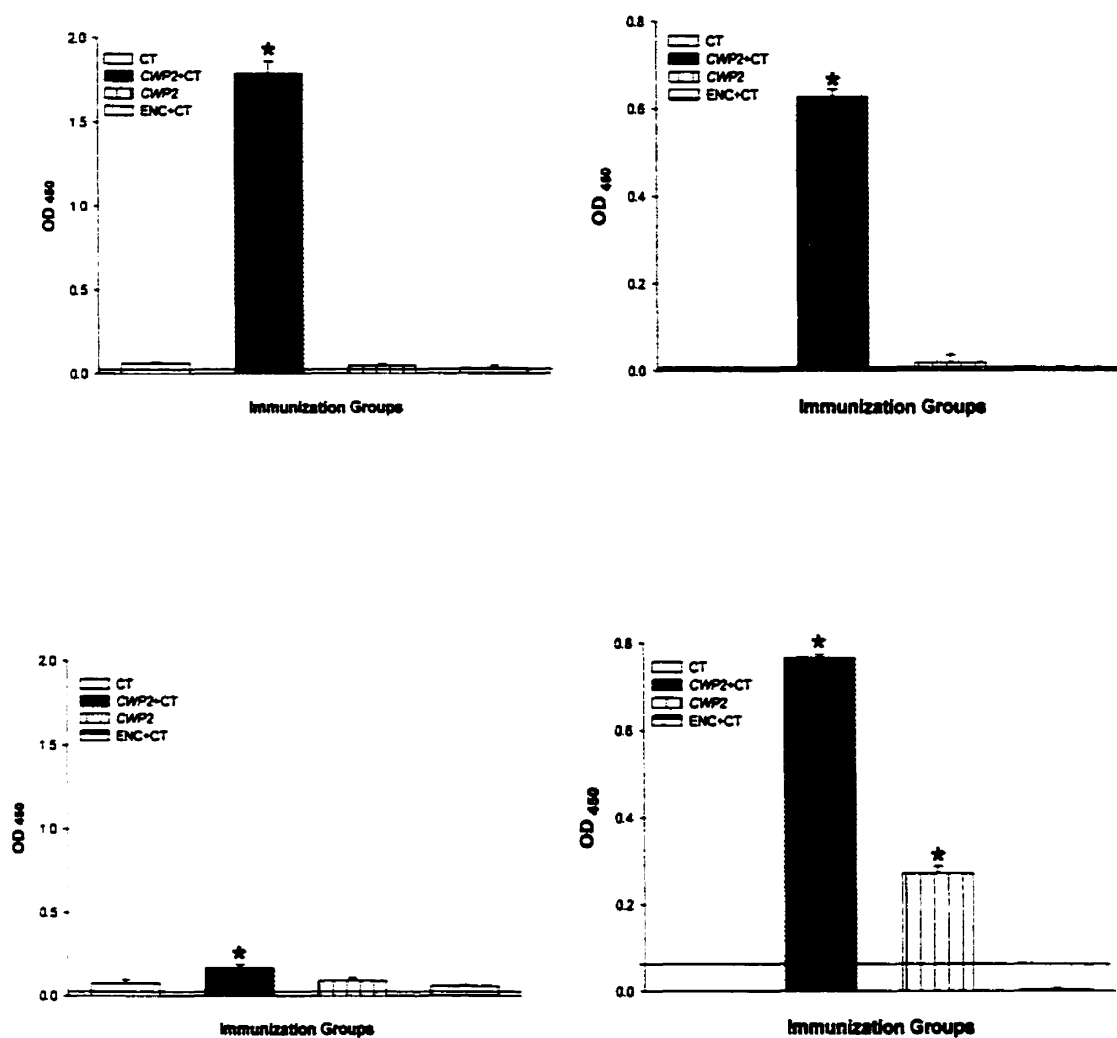 2.0
1.5
1.0
0.5
0.0
OD 450
CT
CWP2+CT
CWP2
ENC+CT
*
Immunization Groups
0.8
0.6
0.4
0.2
0.0
OD 450
CT
CWP2+CT
CWP2
ENC+CT
*
Immunization Groups
2.0
1.5
1.0
0.5
0.0
OD 450
CT
CWP2+CT
CWP2
ENC+CT
*
Immunization Groups
0.8
0.6
0.4
0.2
0.0
OD 450
CT
CWP2+CT
CWP2
ENC+CT
*
*
Immunization Groups